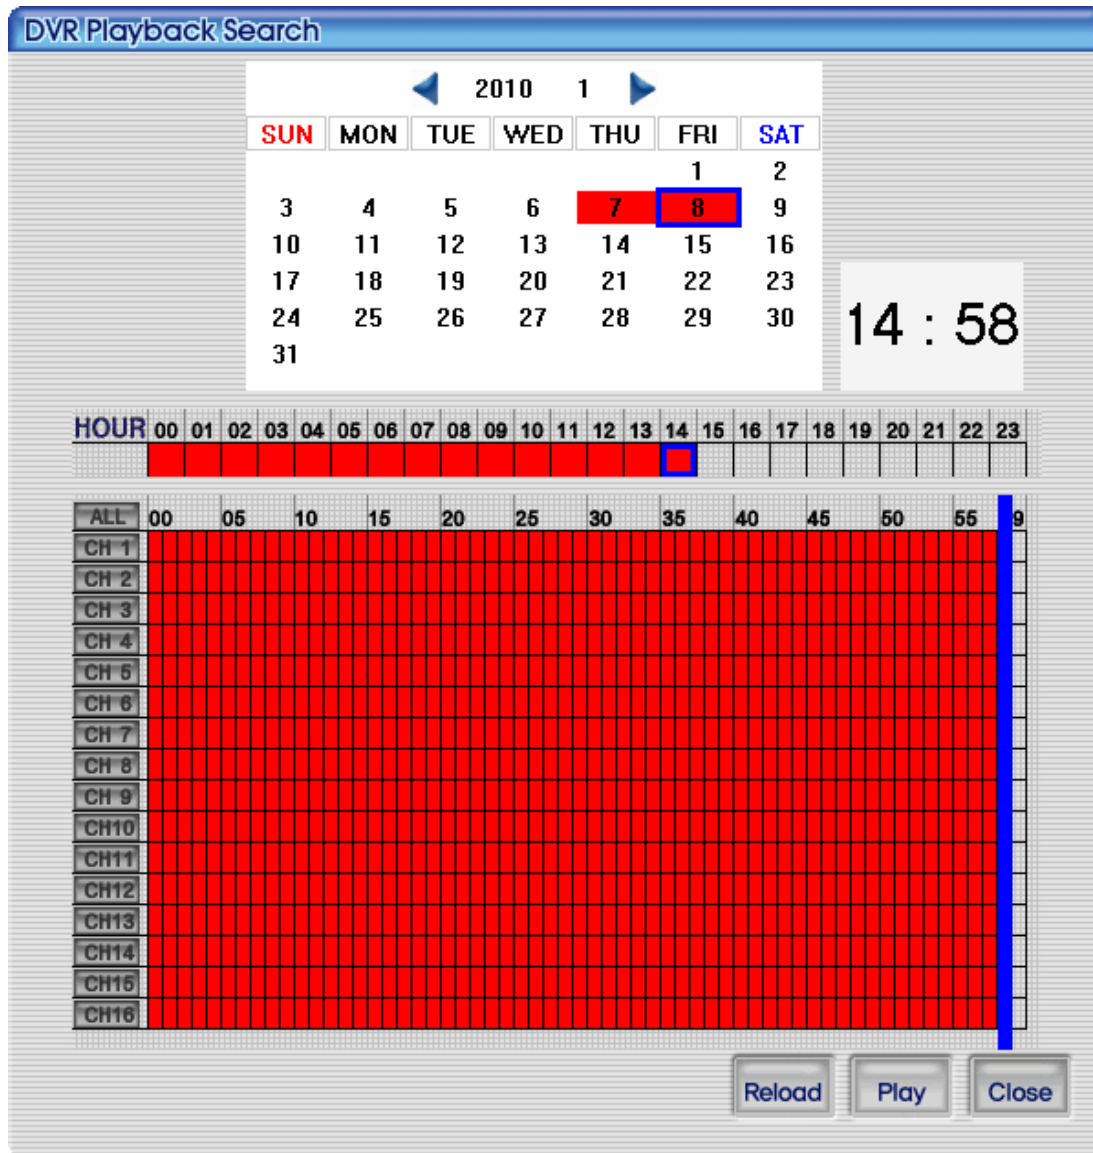 DVR Playback Search
2010 1
SUN MON TUE WED THU FRI SAT
1 2
3 4 5 6 7 8 9
10 11 12 13 14 15 16
17 18 19 20 21 22 23
24 25 26 27 28 29 30
31
14 : 58
HOUR 00 01 02 03 04 05 06 07 08 09 10 11 12 13 14 15 16 17 18 19 20 21 22 23
ALL 00 05 10 15 20 25 30 35 40 45 50 55 9
CH 1
CH 2
CH 3
CH 4
CH 5
CH 6
CH 7
CH 8
CH 9
CH10
CH11
CH12
CH13
CH14
CH15
CH16
Reload Play Close